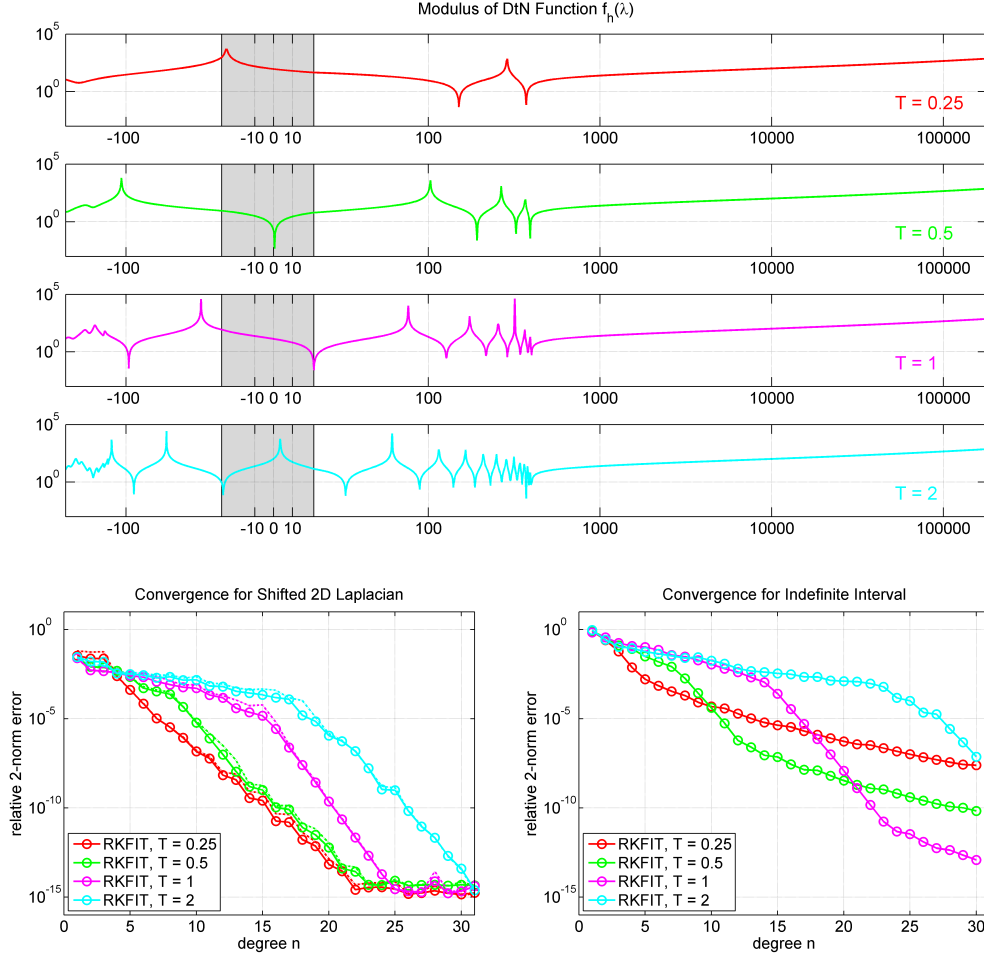 Modulus of DtN Function f_h(λ)
10^5
10^0
T = 0.25
-100 -10 0 10 100 1000 10000 100000
10^5
10^0
T = 0.5
-100 -10 0 10 100 1000 10000 100000
10^5
10^0
T = 1
-100 -10 0 10 100 1000 10000 100000
10^5
10^0
T = 2
-100 -10 0 10 100 1000 10000 100000
Convergence for Shifted 2D Laplacian
relative 2-norm error
10^0
10^-5
10^-10
10^-15
RKFIT, T = 0.25
RKFIT, T = 0.5
RKFIT, T = 1
RKFIT, T = 2
0 5 10 15 20 25 30
degree n
Convergence for Indefinite Interval
relative 2-norm error
10^0
10^-5
10^-10
10^-15
RKFIT, T = 0.25
RKFIT, T = 0.5
RKFIT, T = 1
RKFIT, T = 2
0 5 10 15 20 25 30
degree n